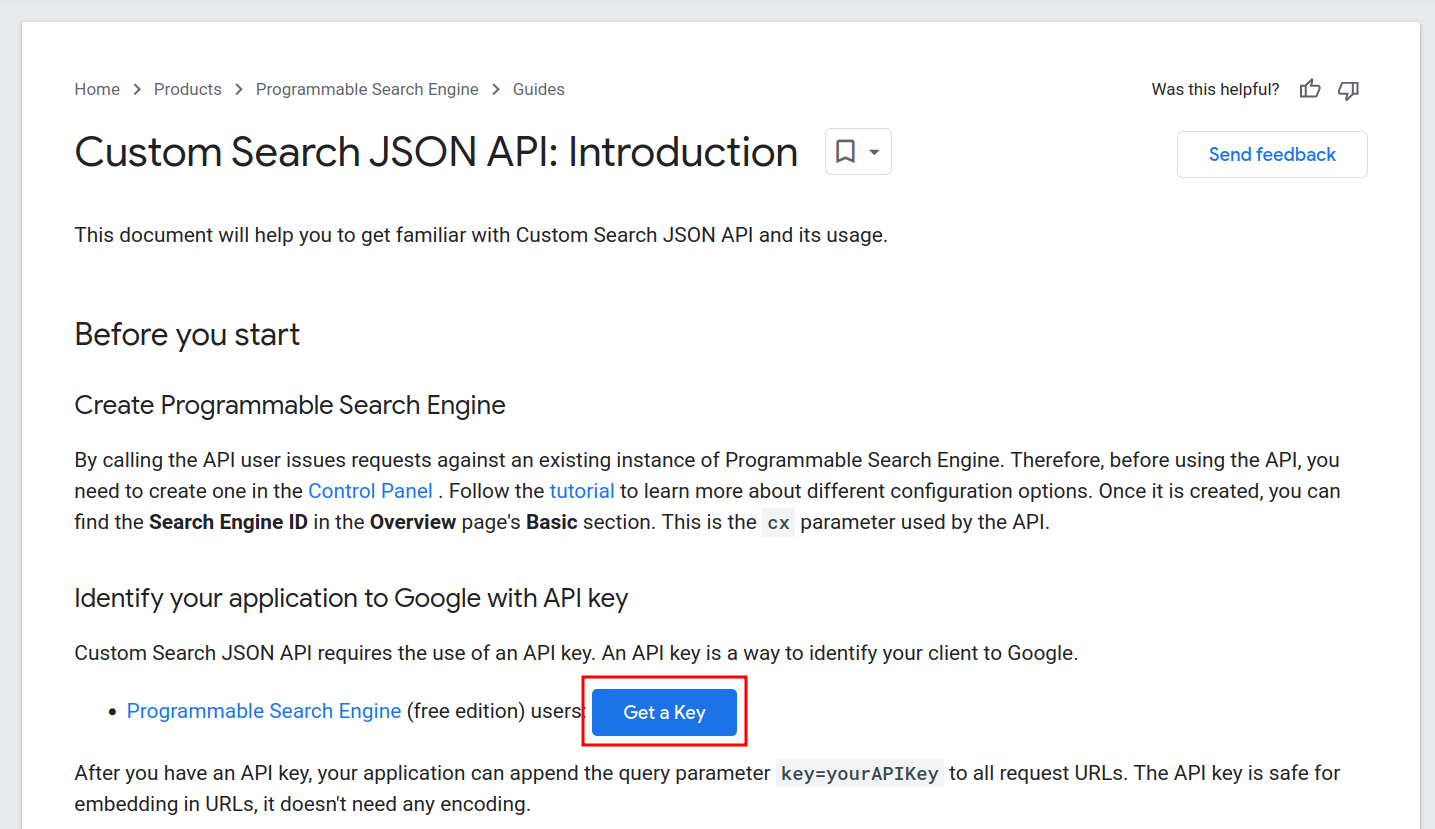 Home > Products > Programmable Search Engine > Guides
Was this helpful?
Custom Search JSON API: Introduction
Send feedback
This document will help you to get familiar with Custom Search JSON API and its usage.
Before you start
Create Programmable Search Engine
By calling the API user issues requests against an existing instance of Programmable Search Engine. Therefore, before using the API, you
need to create one in the Control Panel . Follow the tutorial to learn more about different configuration options. Once it is created, you can
find the Search Engine ID in the Overview page's Basic section. This is the cx parameter used by the API.
Identify your application to Google with API key
Custom Search JSON API requires the use of an API key. An API key is a way to identify your client to Google.
• Programmable Search Engine (free edition) users: Get a Key
After you have an API key, your application can append the query parameter key=yourAPIKey to all request URLs. The API key is safe for
embedding in URLs, it doesn't need any encoding.